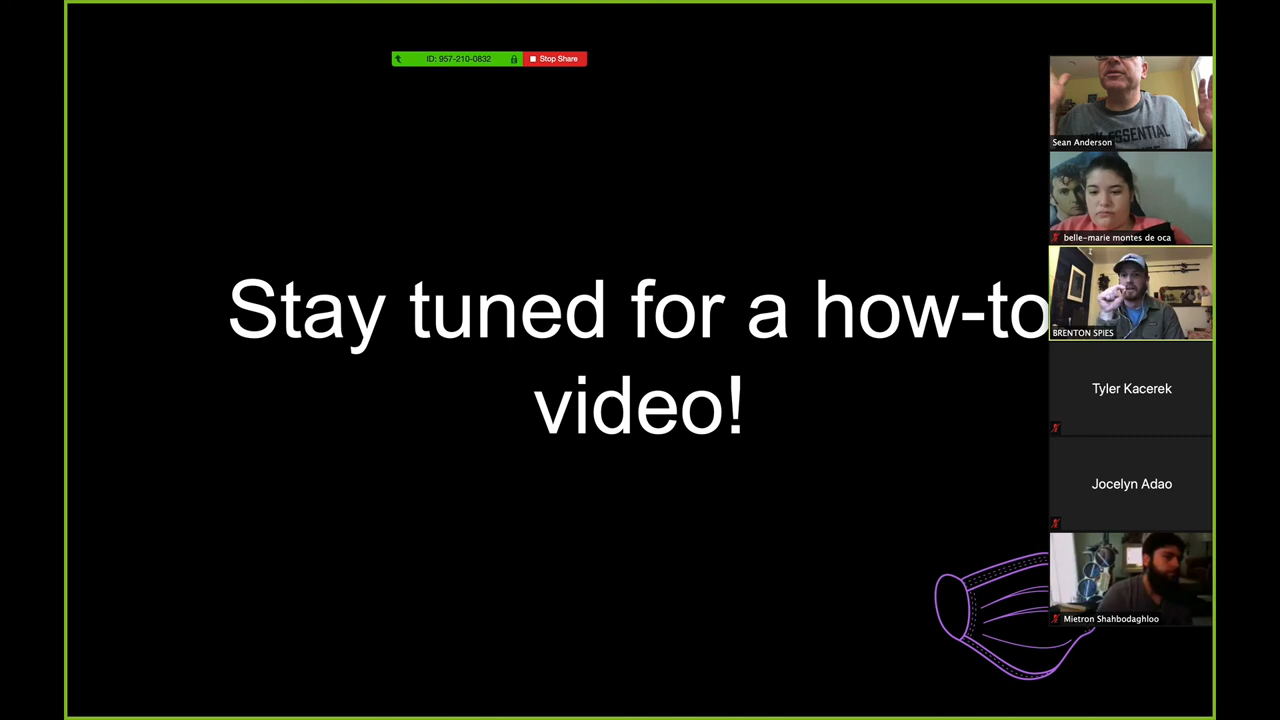 ID: 957-210-0832
Stop Share
Stay tuned for a how-to
video!
ESSENTIAL
Sean Anderson
belle-marie montes de oca
BRENTON SPIES
Tyler Kacerek
Jocelyn Adao
Mietron Shahbodaghloo